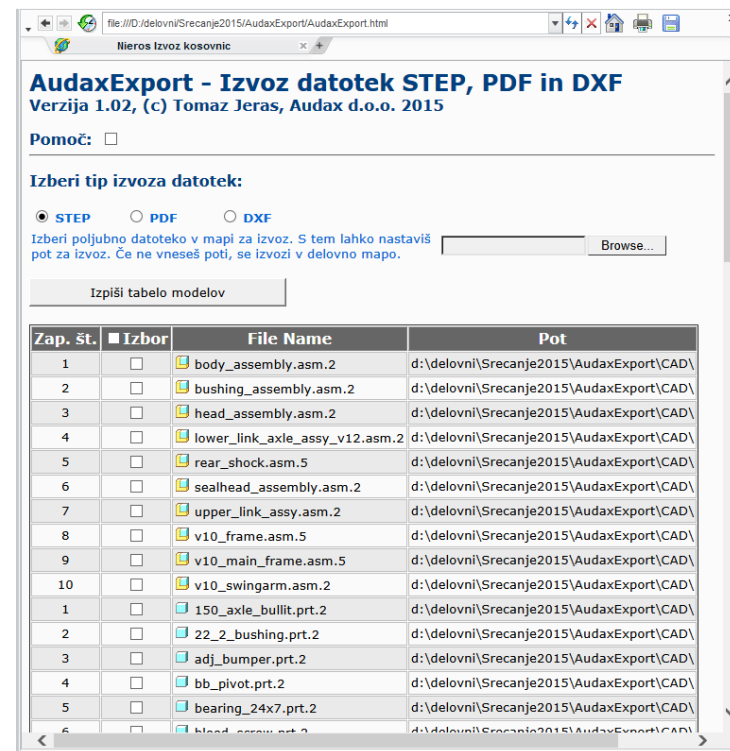 file:///D:/delovni/Srecanje2015/AudaxExport/AudaxExport.html
Nieros Izvoz kosovnic
AudaxExport - Izvoz datotek STEP, PDF in DXF
Verzija 1.02, (c) Tomaz Jeras, Audax d.o.o. 2015
Pomoč:
Izberi tip izvoza datotek:
STEP PDF DXF
Izberi poljubno datoteko v mapi za izvoz. S tem lahko nastaviš
pot za izvoz. Če ne vneseš poti, se izvozi v delovno mapo.
Browse...
Izpiši tabelo modelov
Zap. št. Izbor File Name Pot
1 body_assembly.asm.2 d:\delovni\Srecanje2015\AudaxExport\CAD\
2 bushing_assembly.asm.2 d:\delovni\Srecanje2015\AudaxExport\CAD\
3 head_assembly.asm.2 d:\delovni\Srecanje2015\AudaxExport\CAD\
4 lower_link_axle_assy_v12.asm.2 d:\delovni\Srecanje2015\AudaxExport\CAD\
5 rear_shock.asm.5 d:\delovni\Srecanje2015\AudaxExport\CAD\
6 sealhead_assembly.asm.2 d:\delovni\Srecanje2015\AudaxExport\CAD\
7 upper_link_assy.asm.2 d:\delovni\Srecanje2015\AudaxExport\CAD\
8 v10_frame.asm.5 d:\delovni\Srecanje2015\AudaxExport\CAD\
9 v10_main_frame.asm.5 d:\delovni\Srecanje2015\AudaxExport\CAD\
10 v10_swingarm.asm.2 d:\delovni\Srecanje2015\AudaxExport\CAD\
1 150_axle_bullit.prt.2 d:\delovni\Srecanje2015\AudaxExport\CAD\
2 22_2_bushing.prt.2 d:\delovni\Srecanje2015\AudaxExport\CAD\
3 adj_bumper.prt.2 d:\delovni\Srecanje2015\AudaxExport\CAD\
4 bb_pivot.prt.2 d:\delovni\Srecanje2015\AudaxExport\CAD\
5 bearing_24x7.prt.2 d:\delovni\Srecanje2015\AudaxExport\CAD\
6 bleed_screw.prt.2 d:\delovni\Srecanje2015\AudaxExport\CAD\